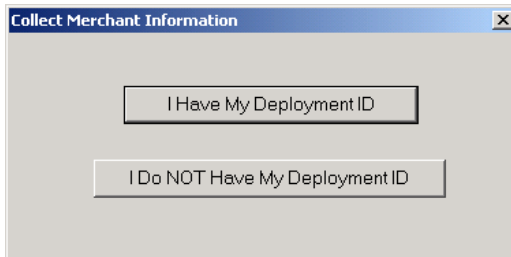 Collect Merchant Information
I Have My Deployment ID
I Do NOT Have My Deployment ID